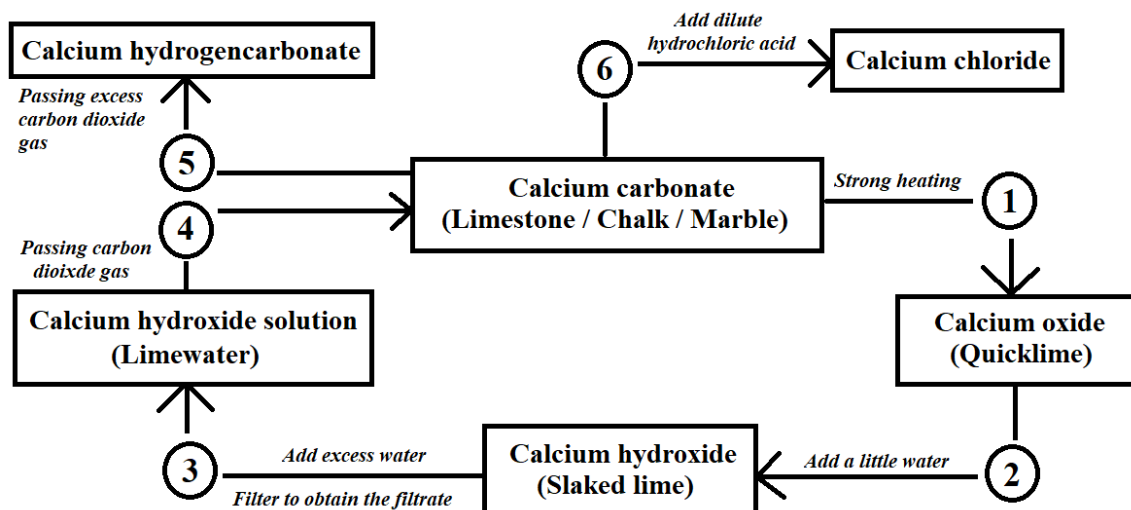 Add dilute
hydrochloric acid
Calcium hydrogencarbonate
6
Calcium chloride
Passing excess
carbon dioxide
gas
5
Calcium carbonate
(Limestone / Chalk / Marble)
Strong heating
1
4
Passing carbon
dioixde gas
Calcium hydroxide solution
(Limewater)
Calcium oxide
(Quicklime)
3
Add excess water
Filter to obtain the filtrate
Calcium hydroxide
(Slaked lime)
Add a little water
2